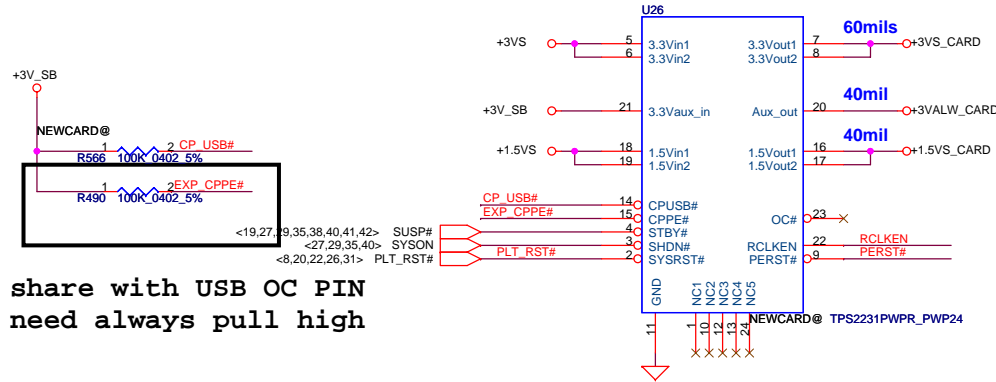 U26
+3VS
5
6
3.3Vin1
3.3Vin2
3.3Vout1
3.3Vout2
7
8
60mils
+3VS_CARD
+3V_SB
21
3.3Vaux_in
Aux_out
20
40mil
+3VALW_CARD
+1.5VS
18
19
1.5Vin1
1.5Vin2
1.5Vout1
1.5Vout2
16
17
40mil
+1.5VS_CARD
+3V_SB
NEWCARD@
1
2
CP_USB#
R566 100K_0402_5%
1
2
EXP_CPPE#
R490 100K_0402_5%
CP_USB#
14
CPUSB#
EXP_CPPE#
15
CPPE#
<19,27,29,35,38,40,41,42> SUSP#
4
STBY#
<27,29,35,40> SYSON
3
SHDN#
<8,20,22,26,31> PLT_RST#
PLT_RST#
2
SYSRST#
OC#
23
RCLKEN
22
RCLKEN
PERST#
9
PERST#
GND
NC1
NC2
NC3
NC4
NC5
11
1
10
12
13
24
NEWCARD@ TPS2231PWPR_PWP24
share with USB OC PIN
need always pull high